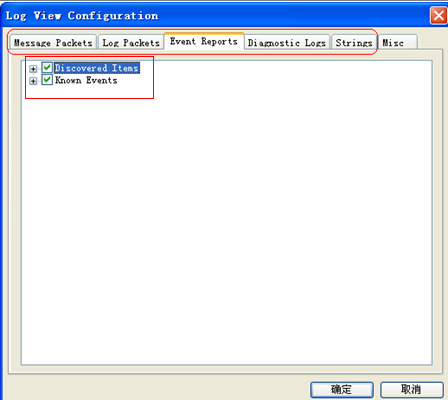 Log View Configuration
Message Packets Log Packets Event Reports Diagnostic Logs Strings Misc
Discovered Items
Known Events
确定 取消